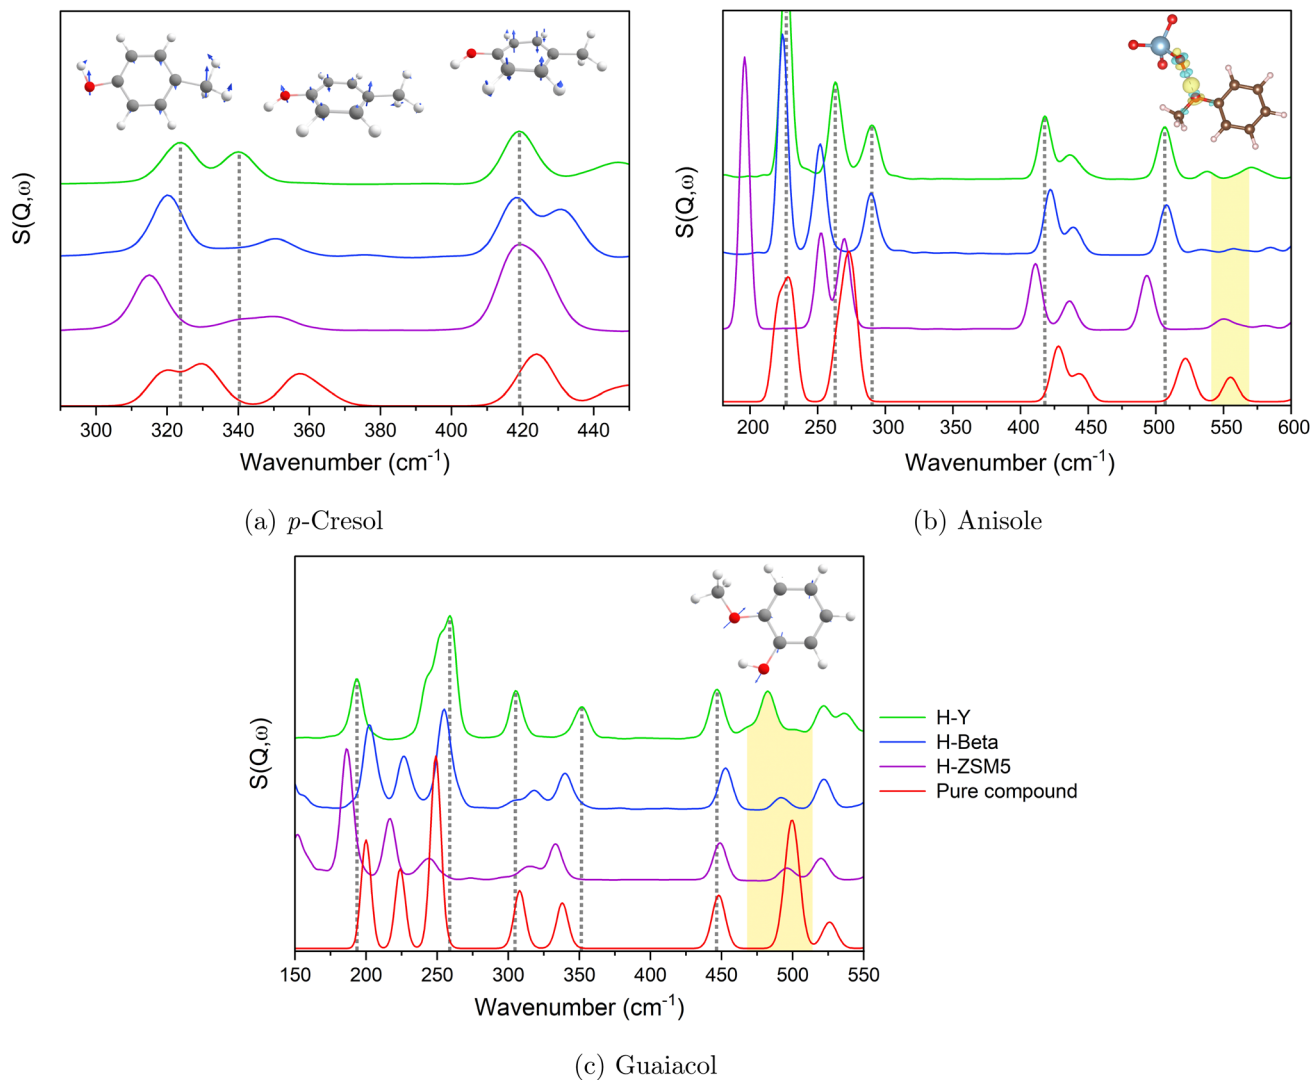 S(Q,ω)
300 320 340 360 380 400 420 440
Wavenumber (cm⁻¹)
(a) p-Cresol
S(Q,ω)
200 250 300 350 400 450 500 550 600
Wavenumber (cm⁻¹)
(b) Anisole
S(Q,ω)
150 200 250 300 350 400 450 500 550
Wavenumber (cm⁻¹)
H-Y
H-Beta
H-ZSM5
Pure compound
(c) Guaiacol